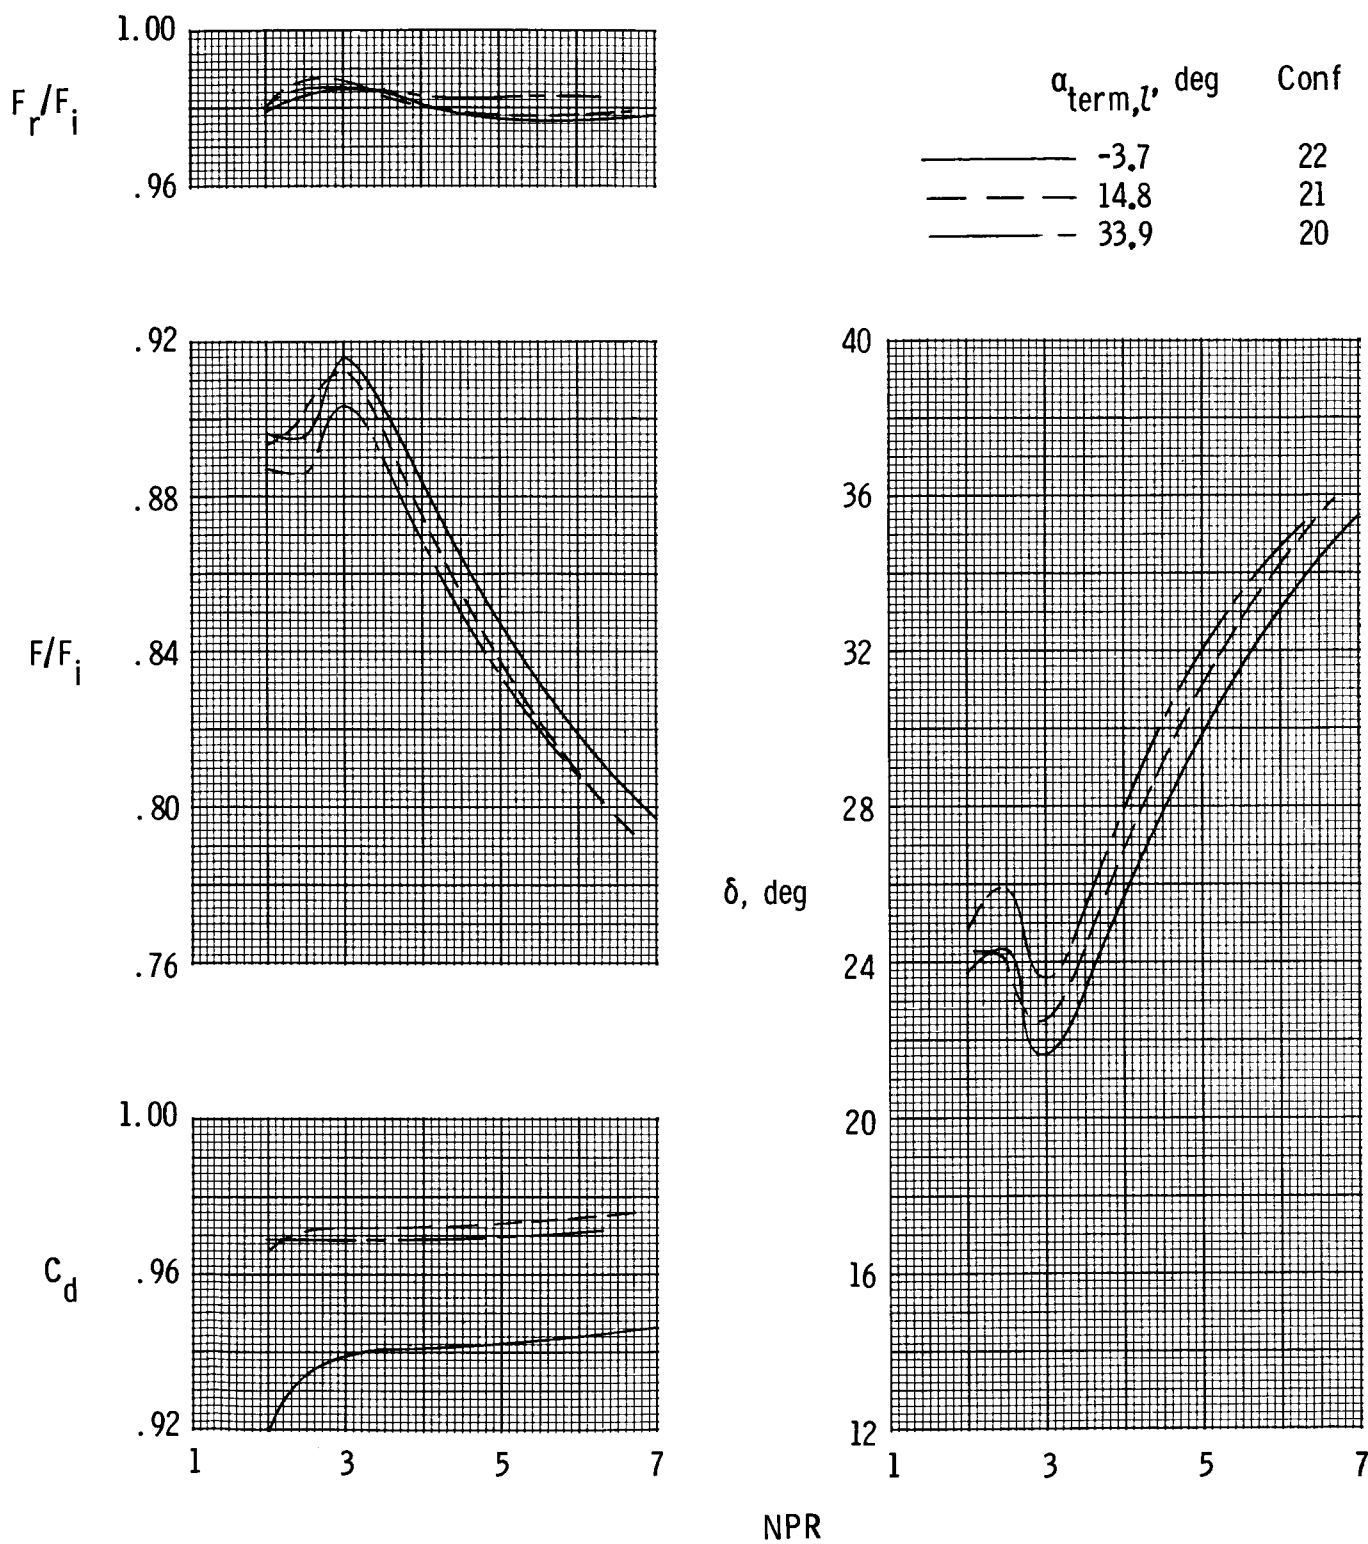 1.00
F_r/F_i
.96
α_term,l, deg Conf
-3.7 22
14.8 21
33.9 20
.92
.88
F/F_i
.84
.80
.76
1.00
C_d
.96
.92
1 3 5 7
40
36
32
28
δ, deg
24
20
16
12
1 3 5 7
NPR